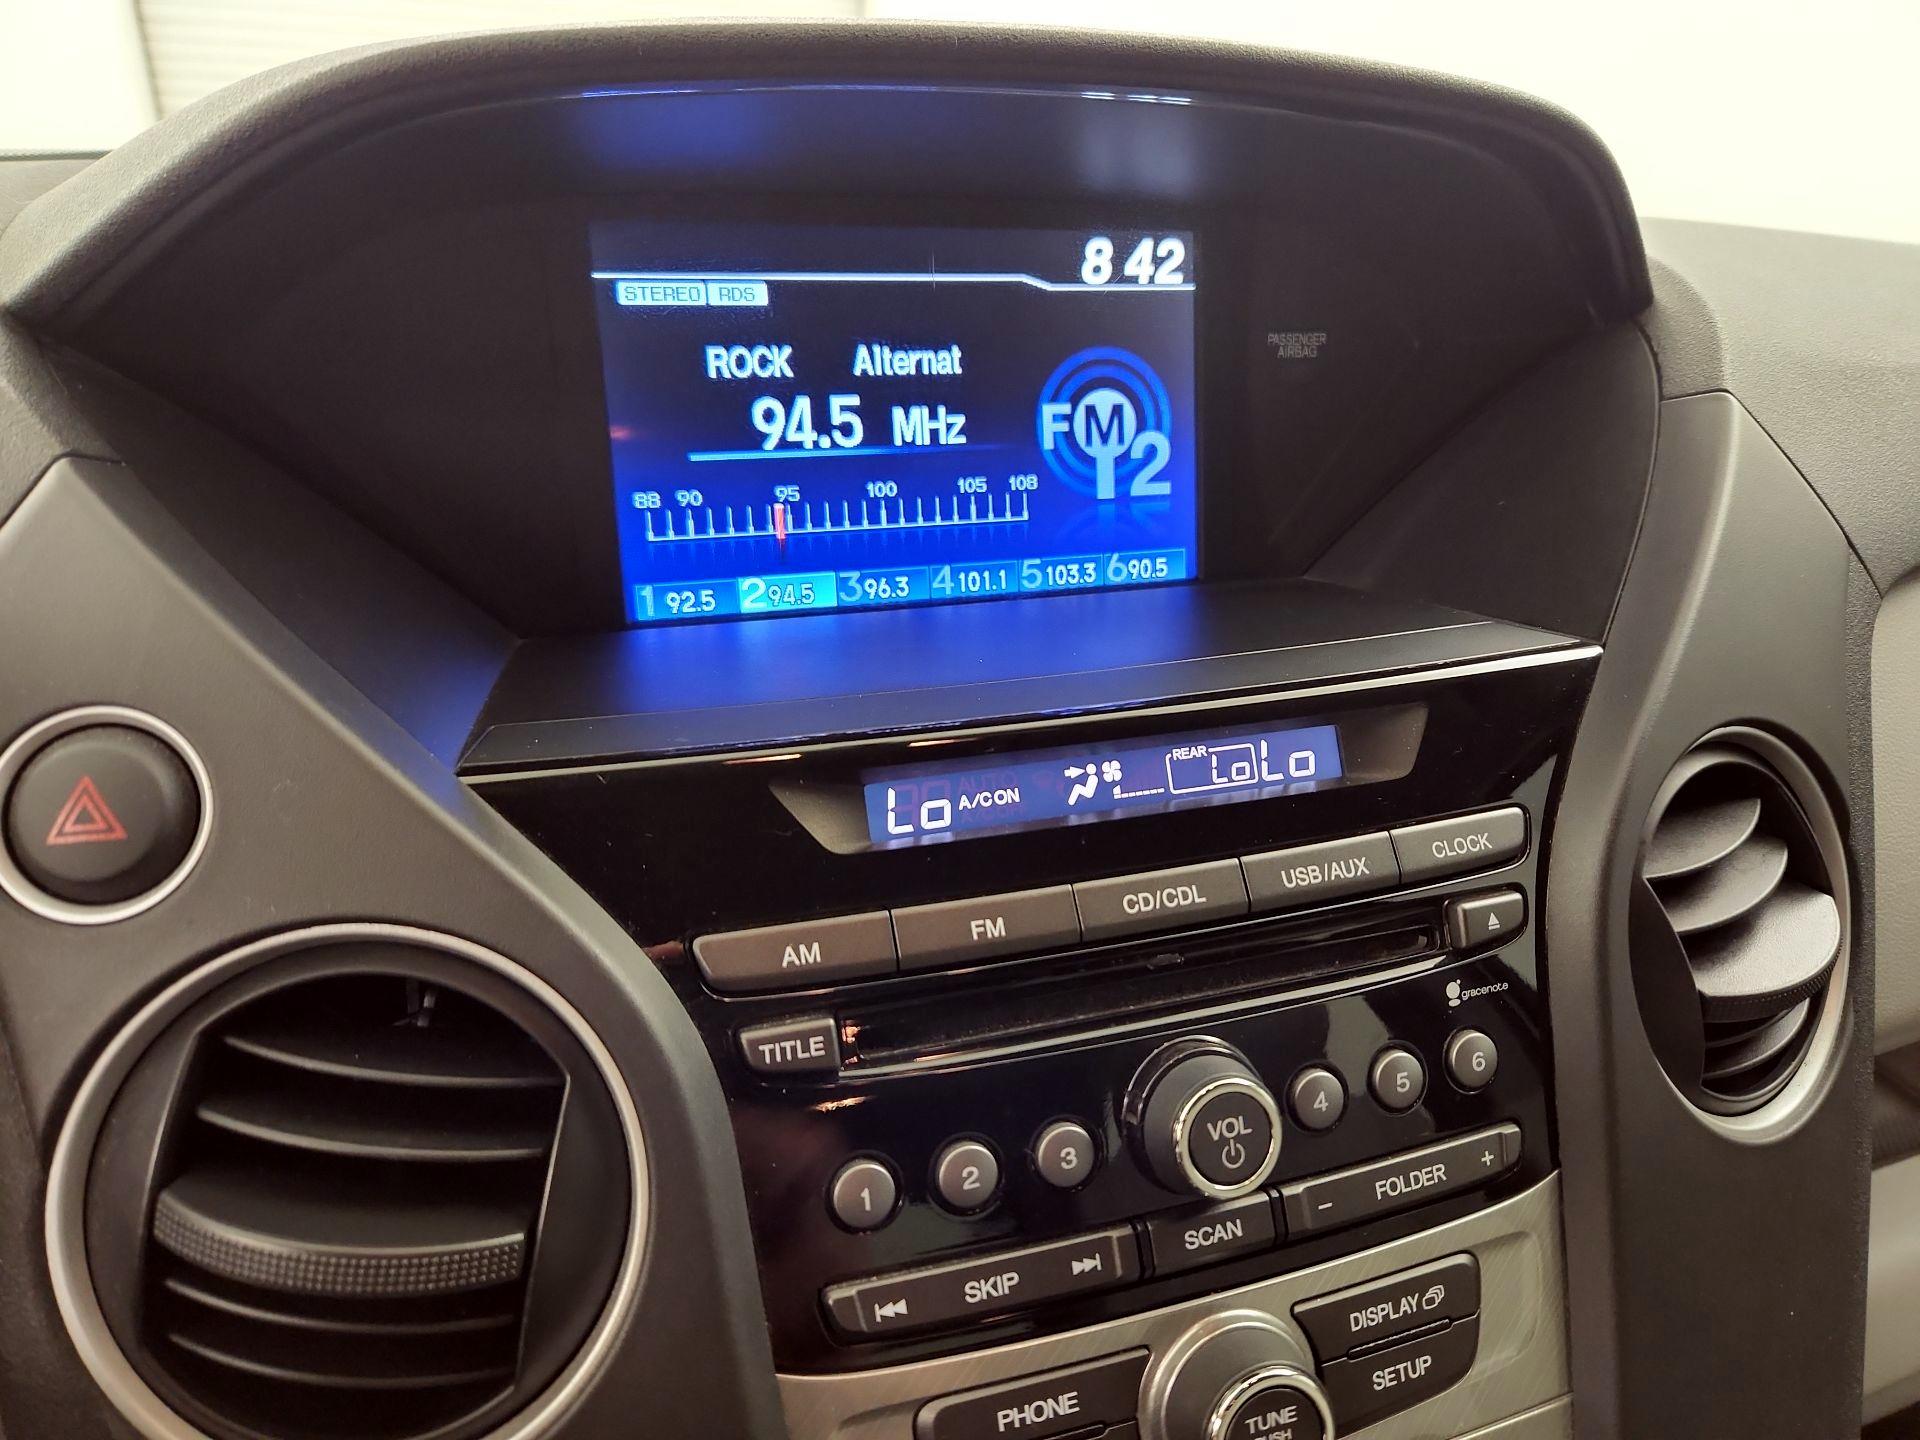 8 42
STEREO RDS
ROCK Alternat
94.5 MHz
FM 2
88 90 95 100 105 108
1 92.5 2 94.5 3 96.3 4 101.1 5 103.3 6 90.5
PASSENGER
AIRBAG
Lo A/C ON REAR Lo Lo
AM FM CD/CDL USB/AUX CLOCK
gracenote
TITLE
1 2 3 VOL 4 5 6
SKIP SCAN - FOLDER +
DISPLAY
SETUP
PHONE
TUNE